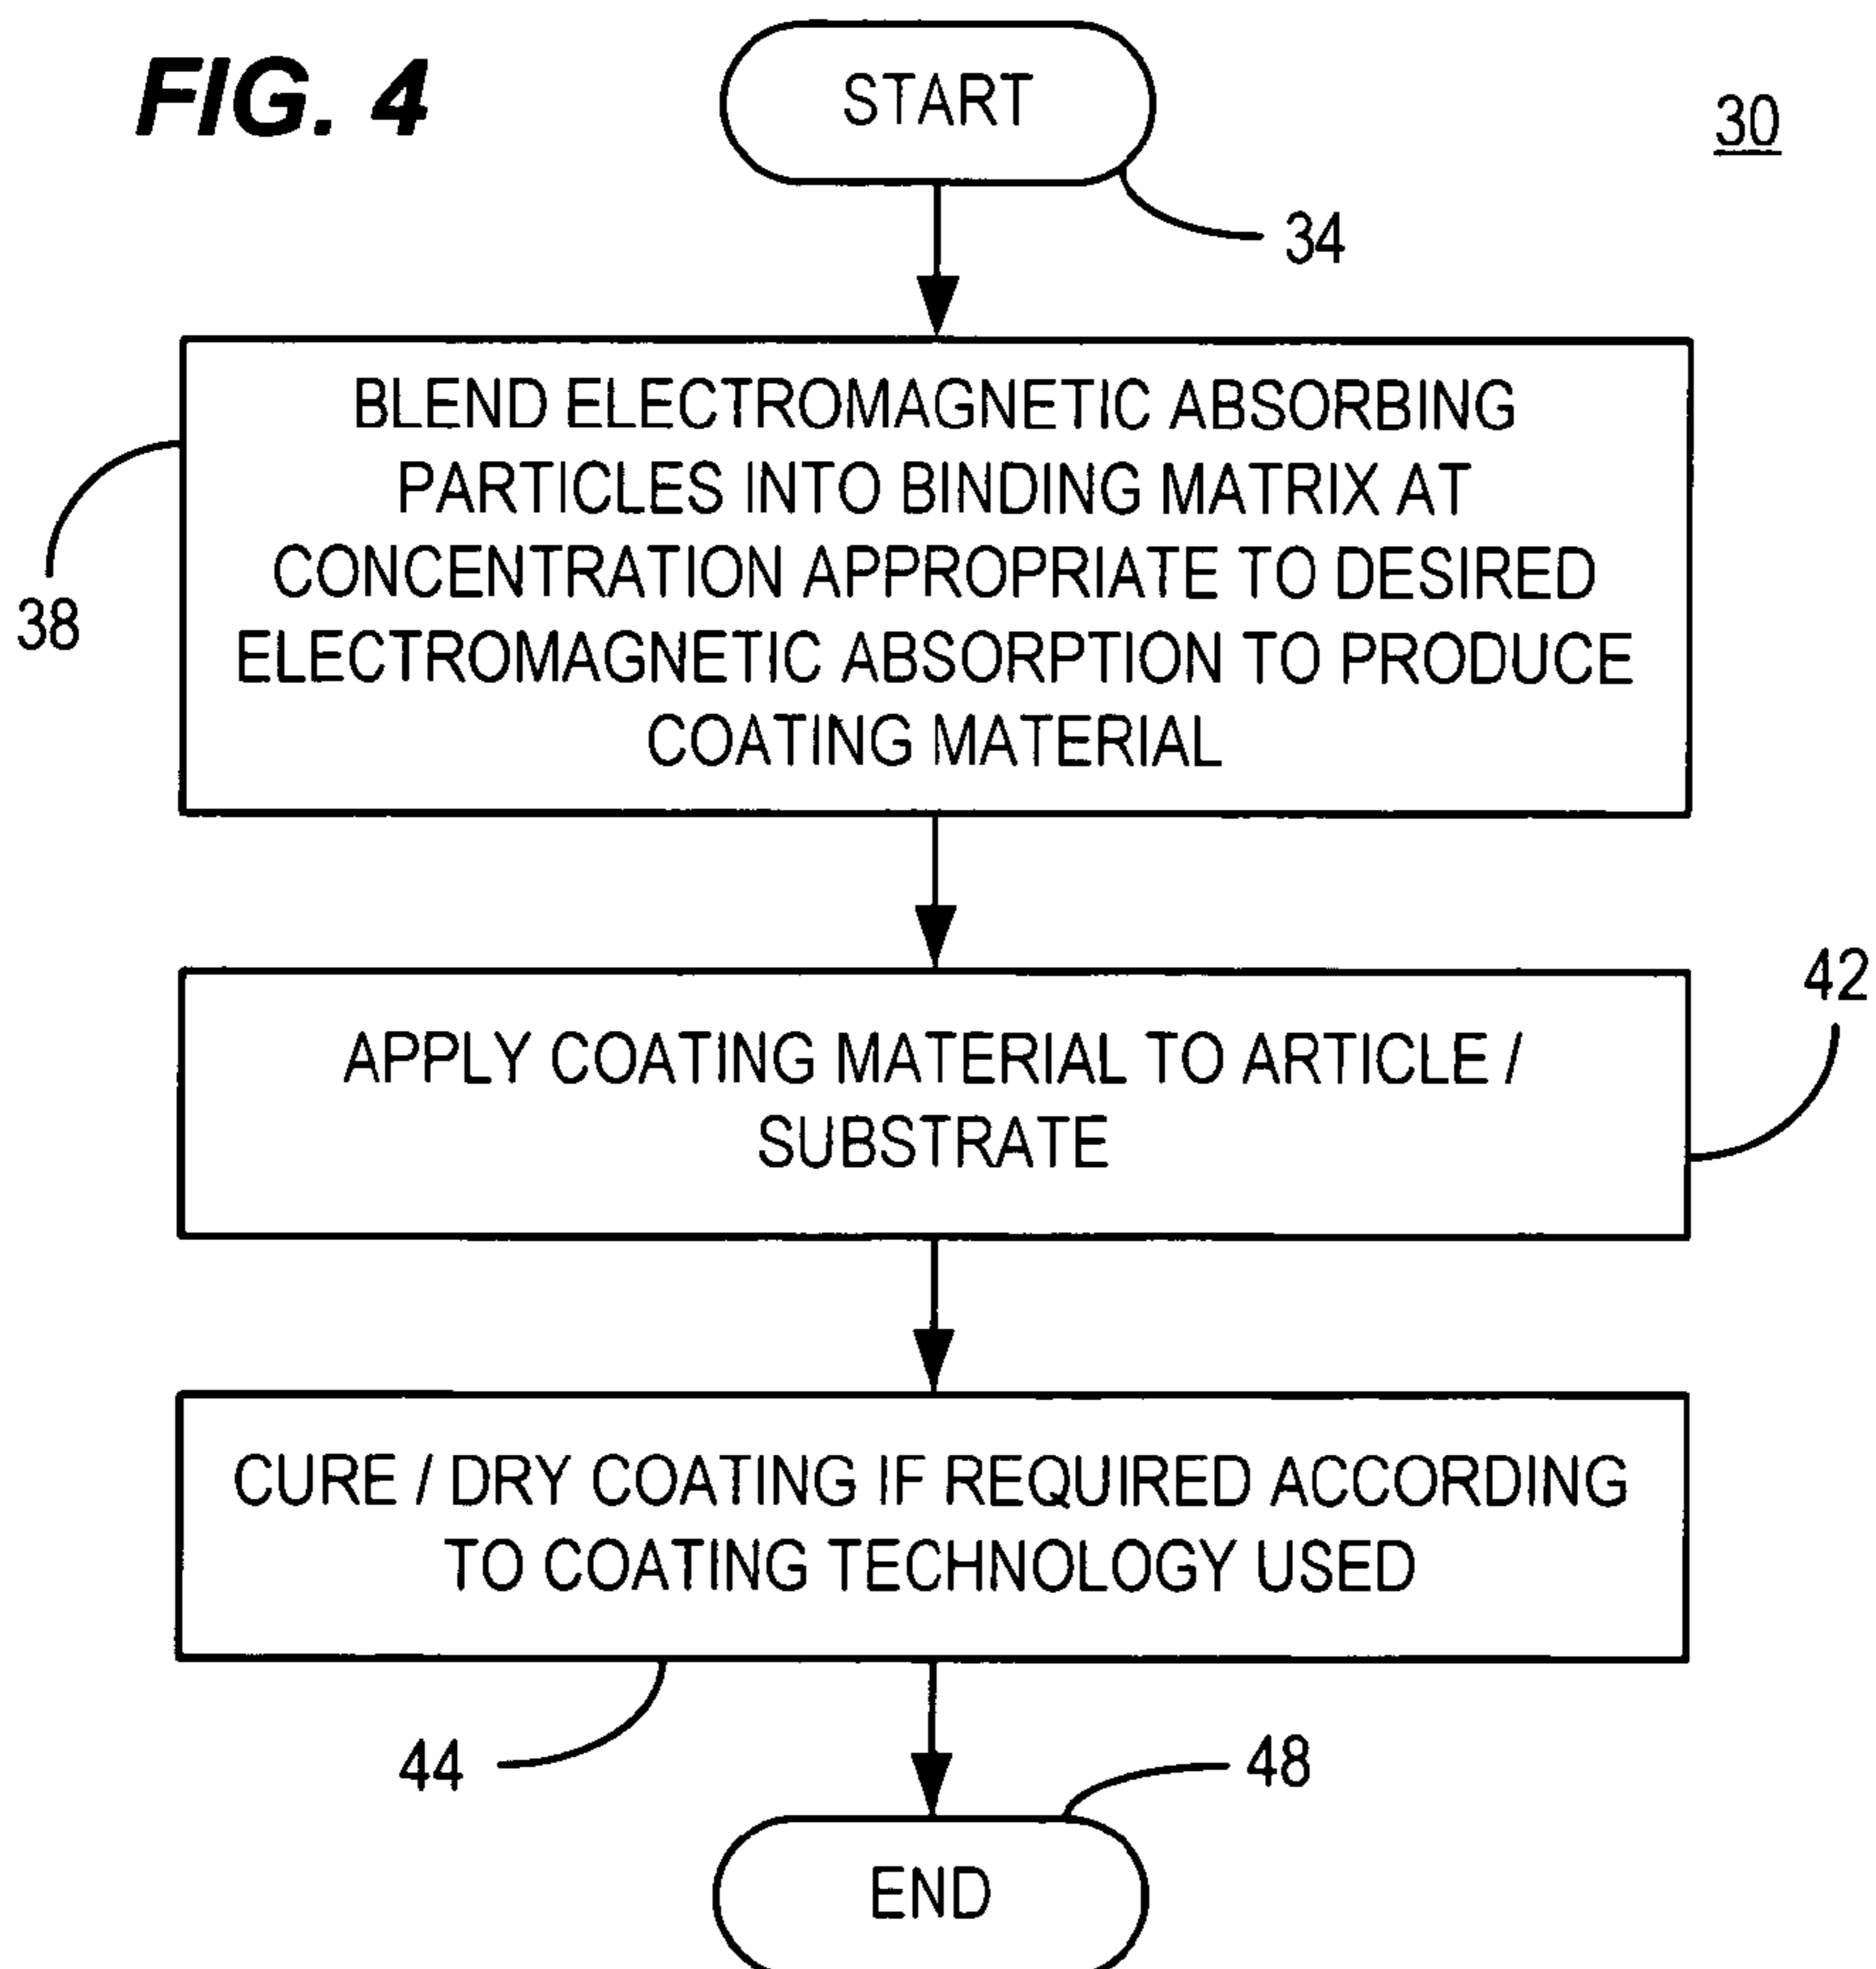 FIG. 4
START
30
34
BLEND ELECTROMAGNETIC ABSORBING
PARTICLES INTO BINDING MATRIX AT
CONCENTRATION APPROPRIATE TO DESIRED
ELECTROMAGNETIC ABSORPTION TO PRODUCE
COATING MATERIAL
38
42
APPLY COATING MATERIAL TO ARTICLE /
SUBSTRATE
CURE / DRY COATING IF REQUIRED ACCORDING
TO COATING TECHNOLOGY USED
44
48
END